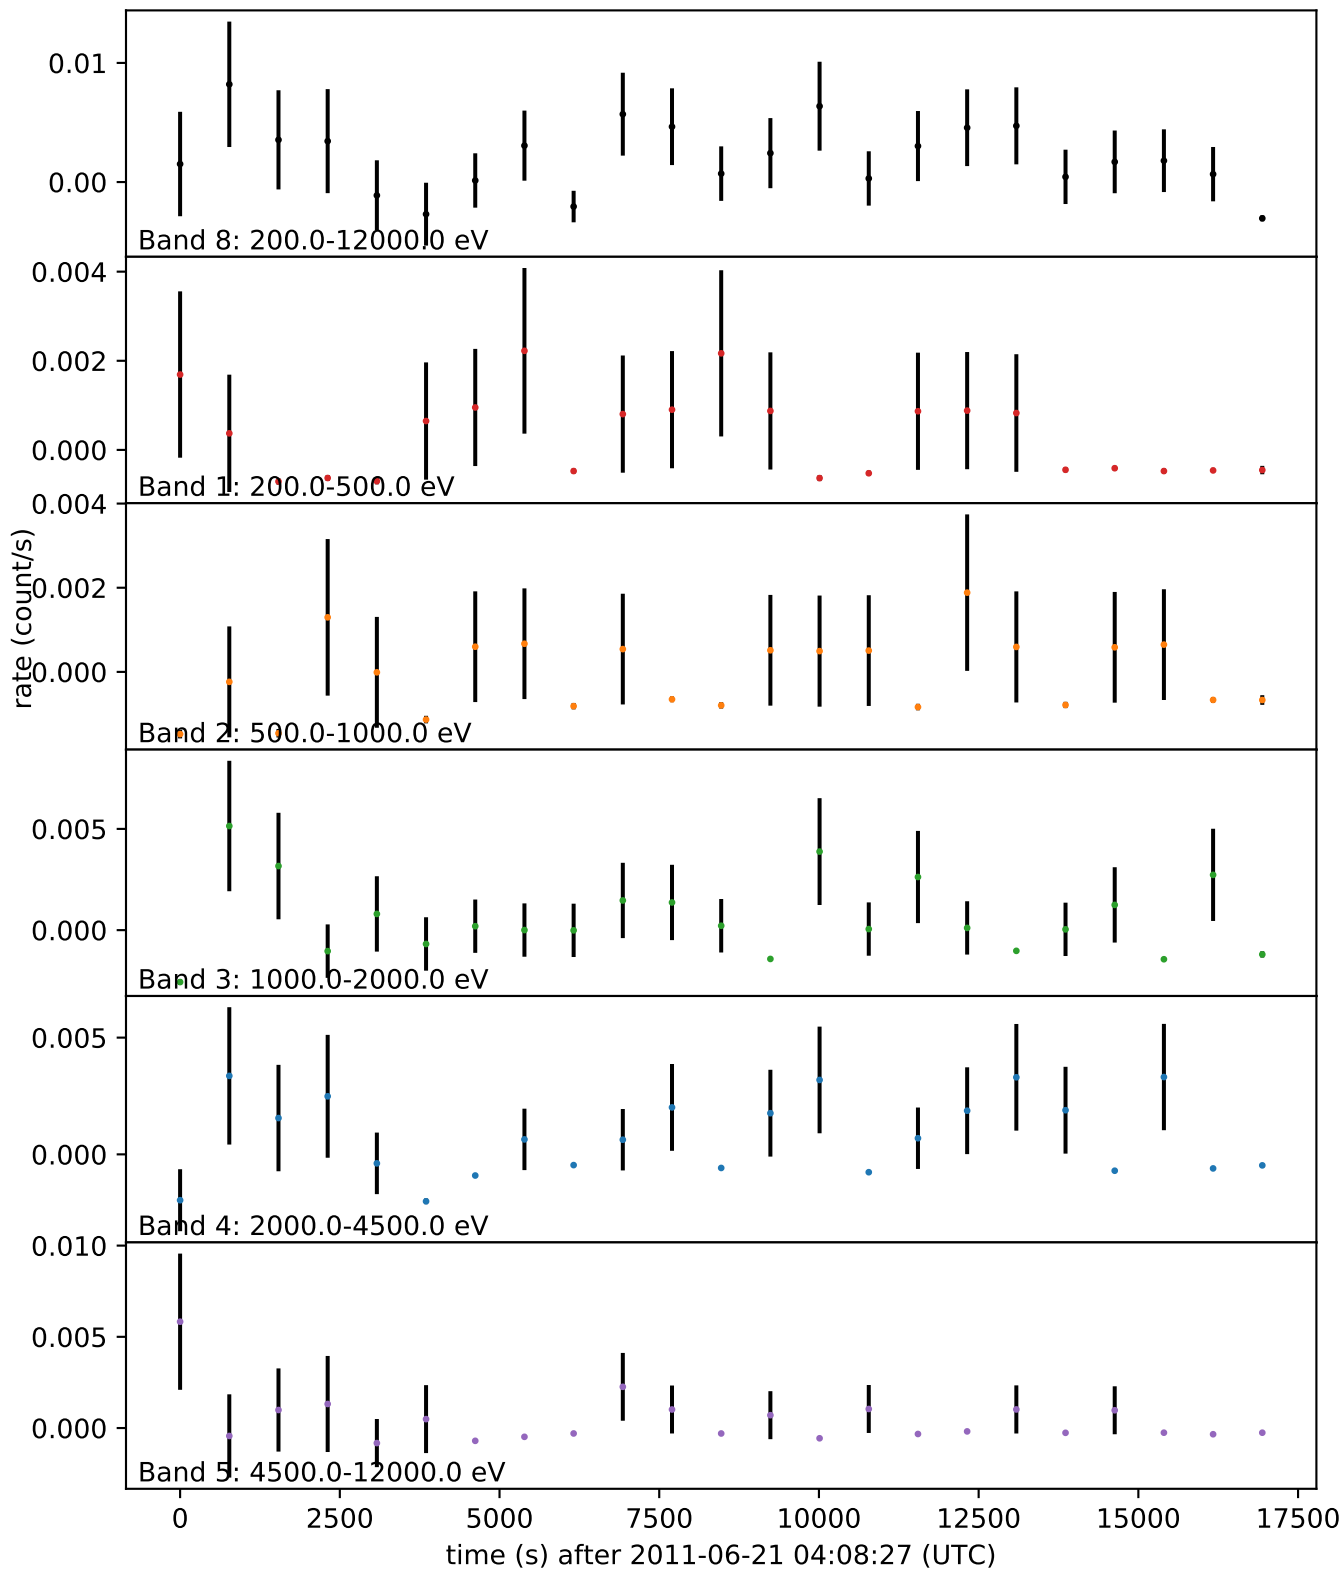 0.01
0.00
Band 8: 200.0-12000.0 eV
0.004
0.002
0.000
Band 1: 200.0-500.0 eV
0.004
0.002
0.000
Band 2: 500.0-1000.0 eV
rate (count/s)
0.005
0.000
Band 3: 1000.0-2000.0 eV
0.005
0.000
Band 4: 2000.0-4500.0 eV
0.010
0.005
0.000
Band 5: 4500.0-12000.0 eV
0 2500 5000 7500 10000 12500 15000 17500
time (s) after 2011-06-21 04:08:27 (UTC)